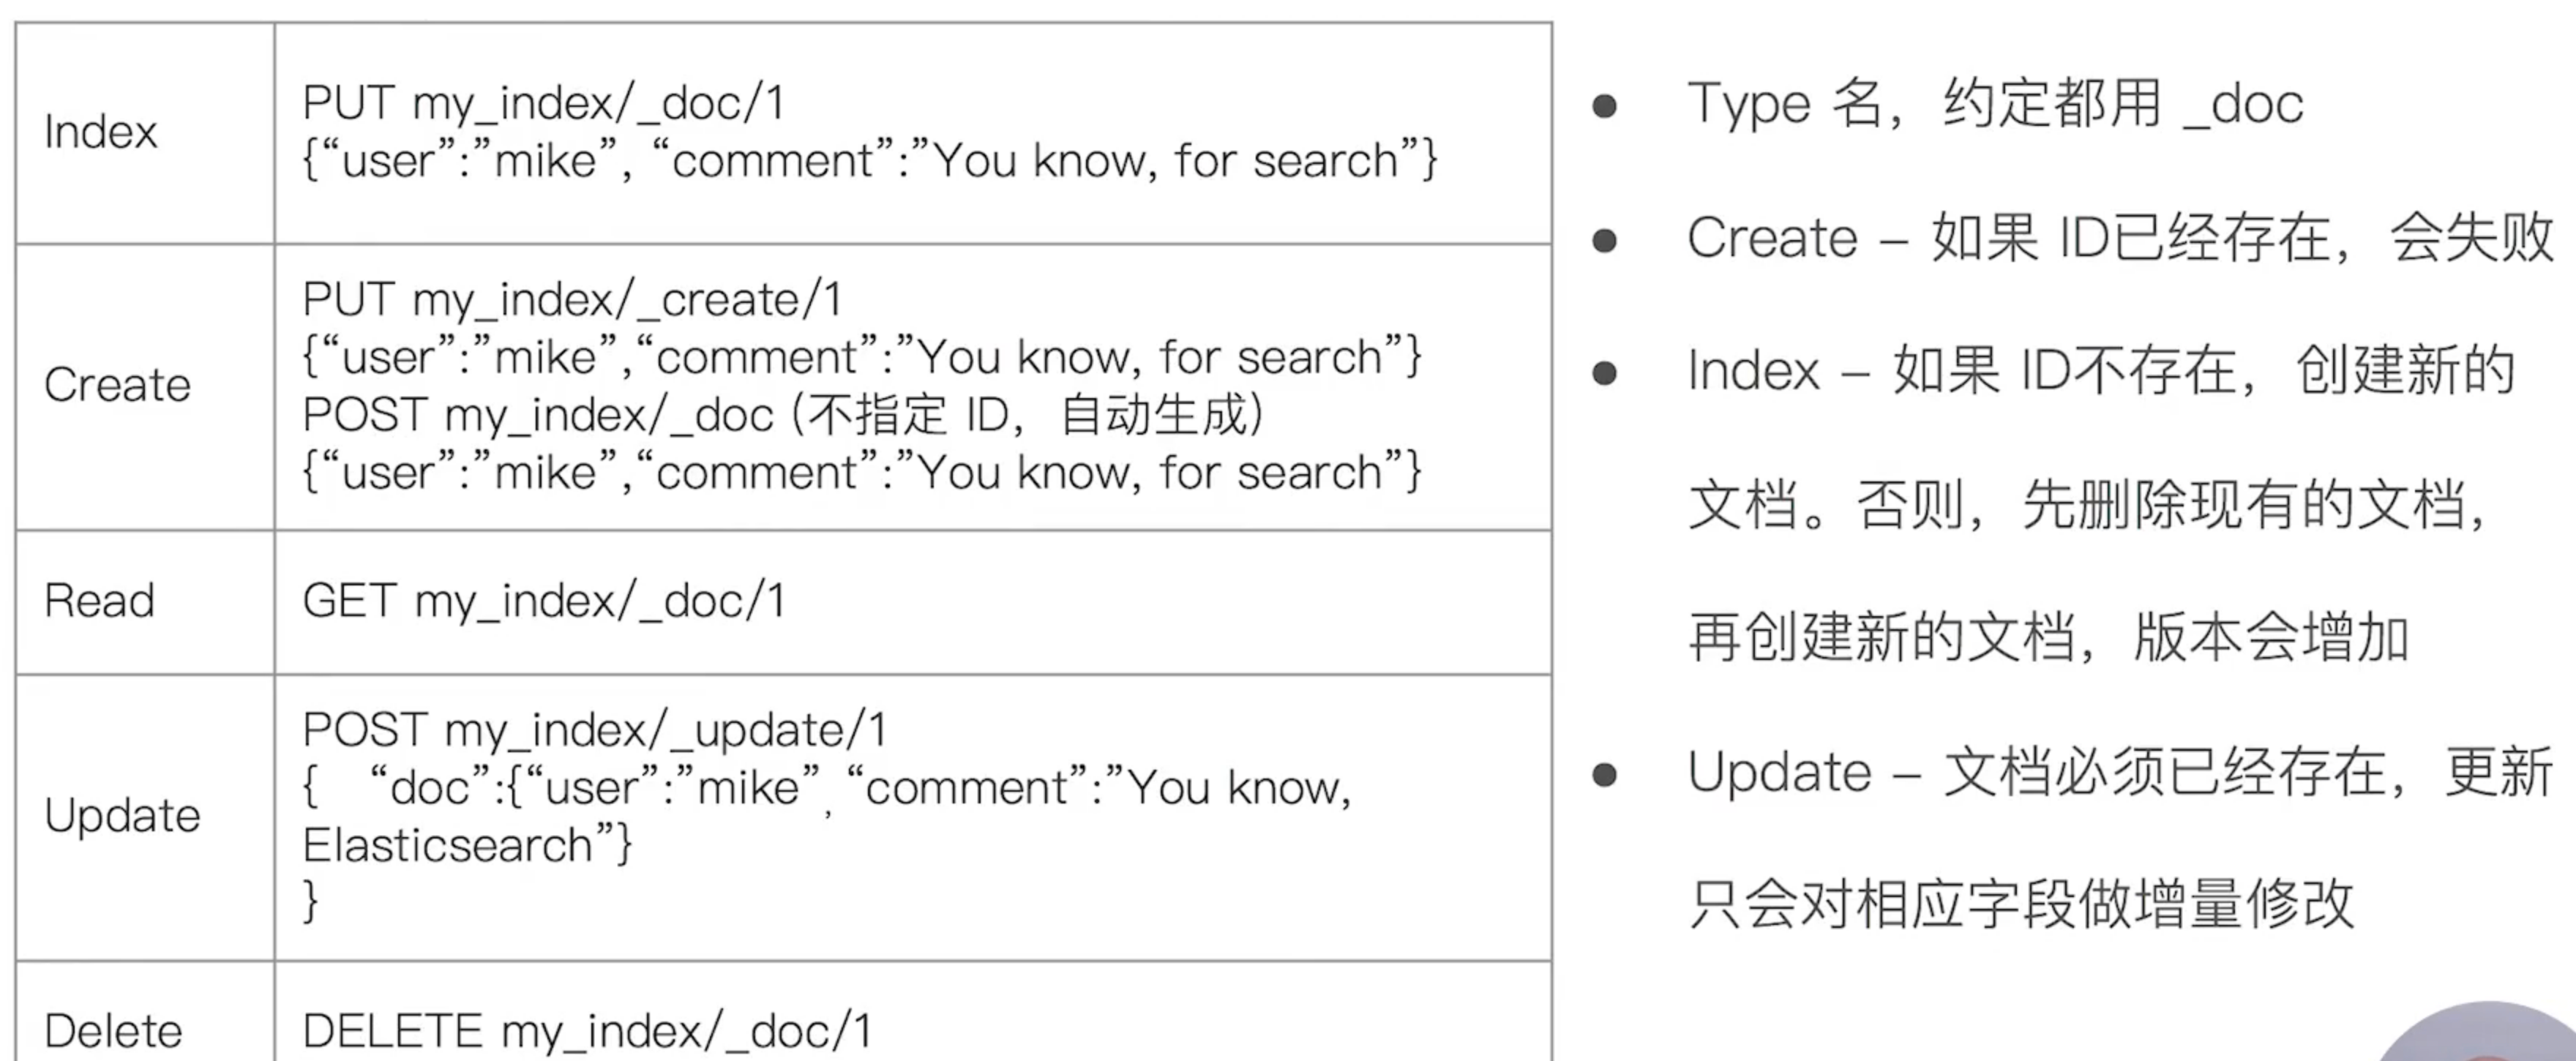 Index
PUT my_index/_doc/1
{“user”:”mike”, “comment”:”You know, for search”}
Create
PUT my_index/_create/1
{“user”:”mike”,“comment”:”You know, for search”}
POST my_index/_doc (不指定 ID，自动生成)
{“user”:”mike”,“comment”:”You know, for search”}
Read
GET my_index/_doc/1
Update
POST my_index/_update/1
{ “doc”:{“user”:”mike”, “comment”:”You know,
Elasticsearch”}
}
Delete
DELETE my_index/_doc/1
● Type 名，约定都用 _doc
● Create – 如果 ID已经存在，会失败
● Index – 如果 ID不存在，创建新的
文档。否则，先删除现有的文档，
再创建新的文档，版本会增加
● Update – 文档必须已经存在，更新
只会对相应字段做增量修改